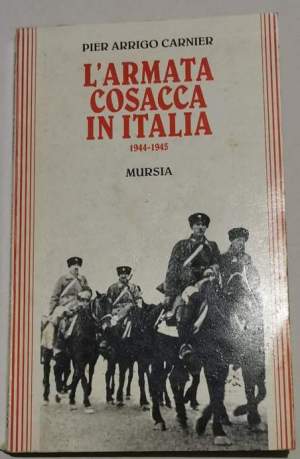 PIER ARRIGO CARNIER
L'ARMATA
COSACCA
IN ITALIA
1944-1945
MURSIA